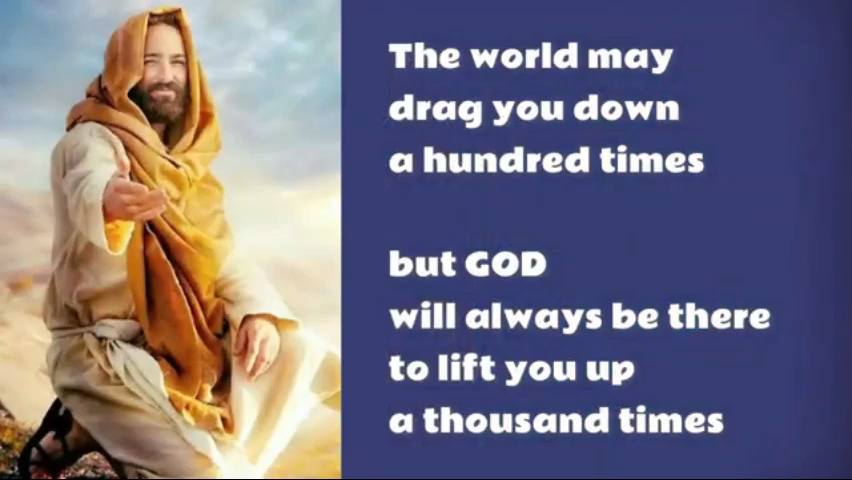 The world may
drag you down
a hundred times
but GOD
will always be there
to lift you up
a thousand times